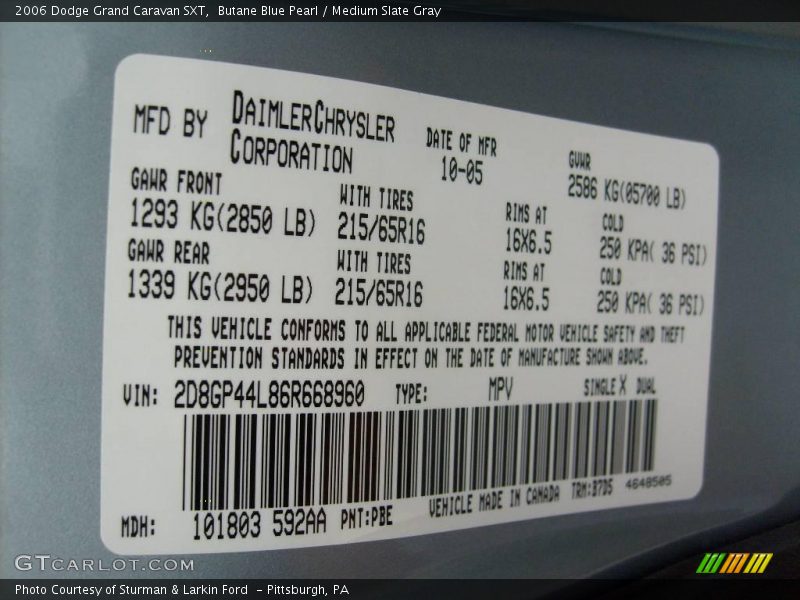 2006 Dodge Grand Caravan SXT,  Butane Blue Pearl / Medium Slate Gray
MFD BY DAIMLERCHRYSLER CORPORATION
DATE OF MFR
10-05
GVWR
2586 KG(05700 LB)
GAWR FRONT
WITH TIRES
RIMS AT
COLD
1293 KG(2850 LB)
215/65R16
16X6.5
250 KPA( 36 PSI)
GAWR REAR
WITH TIRES
RIMS AT
COLD
1339 KG(2950 LB)
215/65R16
16X6.5
250 KPA( 36 PSI)
THIS VEHICLE CONFORMS TO ALL APPLICABLE FEDERAL MOTOR VEHICLE SAFETY AND THEFT
PREVENTION STANDARDS IN EFFECT ON THE DATE OF MANUFACTURE SHOWN ABOVE.
VIN: 2D8GP44L86R668960 TYPE: MPV SINGLE X DUAL
MDH: 101803 592AA PNT:PBE VEHICLE MADE IN CANADA TRM:B7D5 4648505
GTCARLOT.COM
Photo Courtesy of Sturman & Larkin Ford  - Pittsburgh, PA